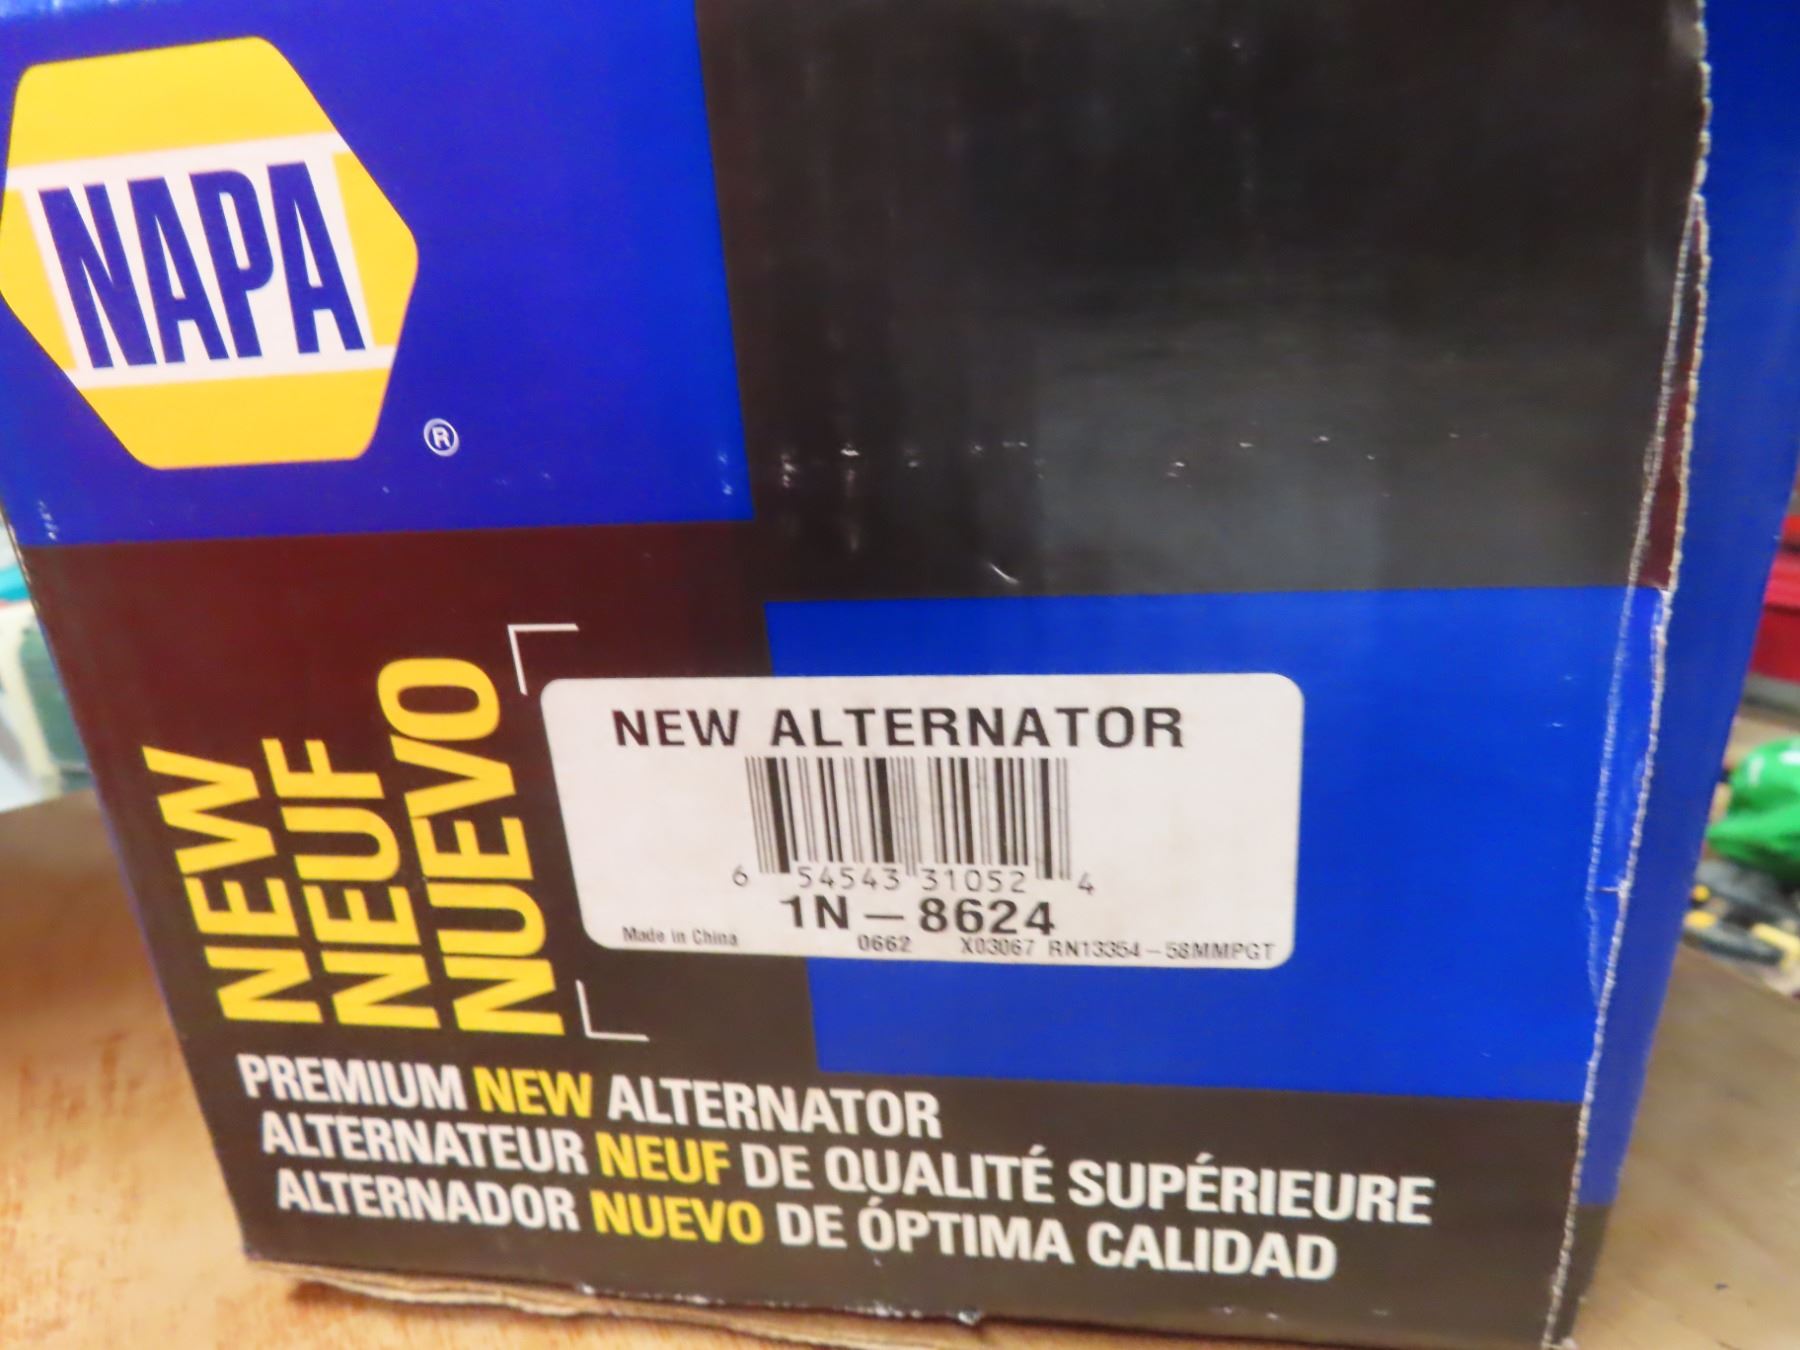 NAPA
®
NEW
NEUF
NUEVO
NEW ALTERNATOR
6 54543 31052 4
1N-8624
Made in China 0662 X03067 RN13354-58MMPGT
PREMIUM NEW ALTERNATOR
ALTERNATEUR NEUF DE QUALITÉ SUPÉRIEURE
ALTERNADOR NUEVO DE ÓPTIMA CALIDAD